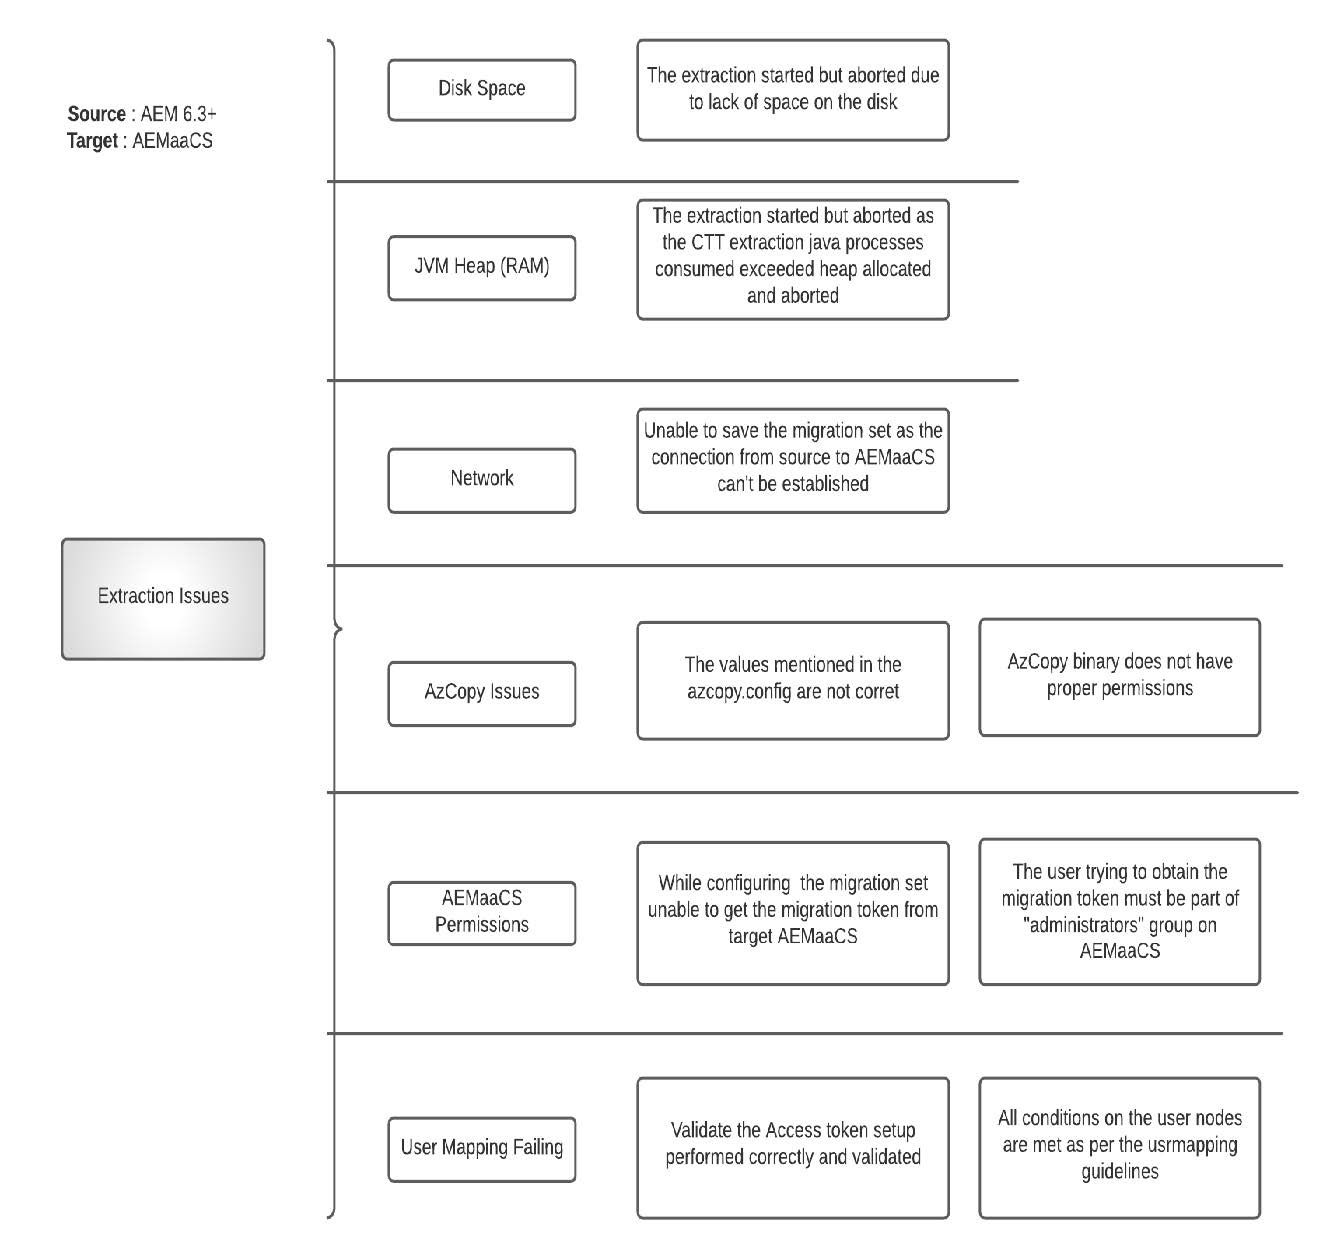 Source : AEM 6.3+
Target : AEMaaCS
Disk Space
The extraction started but aborted due
to lack of space on the disk
JVM Heap (RAM)
The extraction started but aborted as
the CTT extraction java processes
consumed exceeded heap allocated
and aborted
Network
Unable to save the migration set as the
connection from source to AEMaaCS
can't be established
Extraction Issues
AzCopy Issues
The values mentioned in the
azcopy.config are not corret
AzCopy binary does not have
proper permissions
AEMaaCS
Permissions
While configuring  the migration set
unable to get the migration token from
target AEMaaCS
The user trying to obtain the
migration token must be part of
"administrators" group on
AEMaaCS
User Mapping Failing
Validate the Access token setup
performed correctly and validated
All conditions on the user nodes
are met as per the usrmapping
guidelines